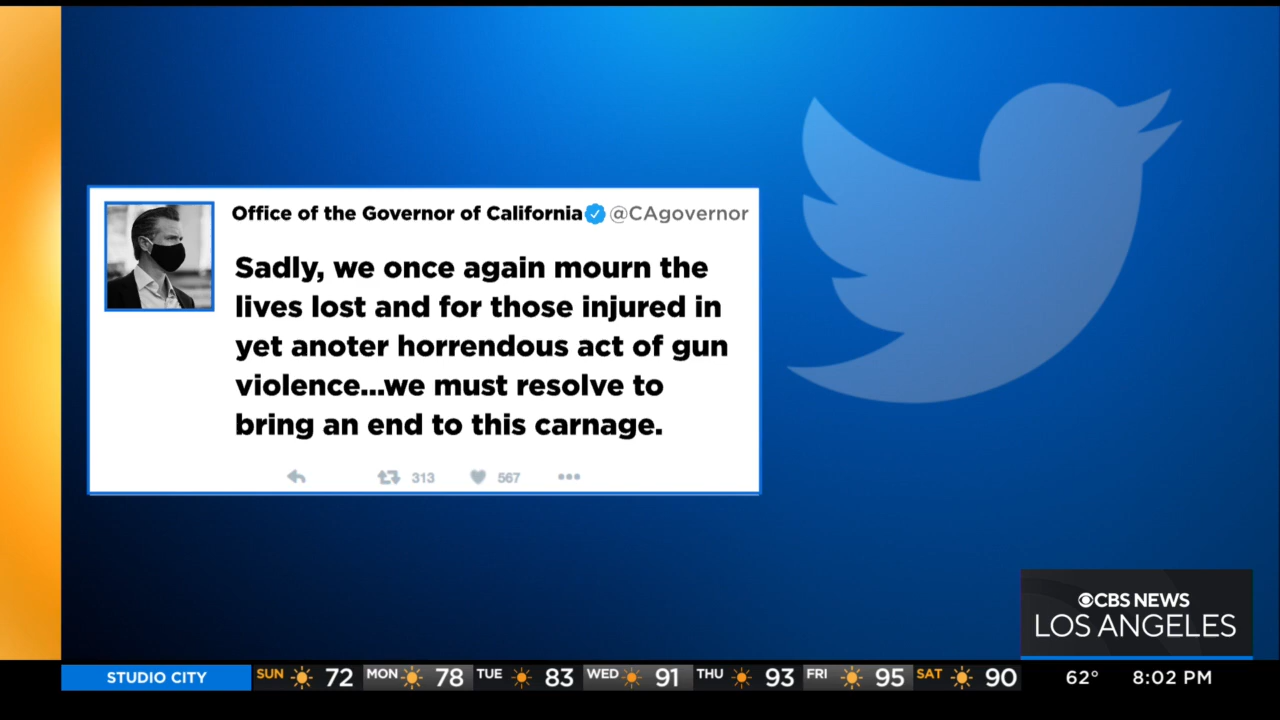 Office of the Governor of California @CAgovernor
Sadly, we once again mourn the
lives lost and for those injured in
yet anoter horrendous act of gun
violence...we must resolve to
bring an end to this carnage.
313 567
CBS NEWS
LOS ANGELES
STUDIO CITY SUN 72 MON 78 TUE 83 WED 91 THU 93 FRI 95 SAT 90 62° 8:02 PM